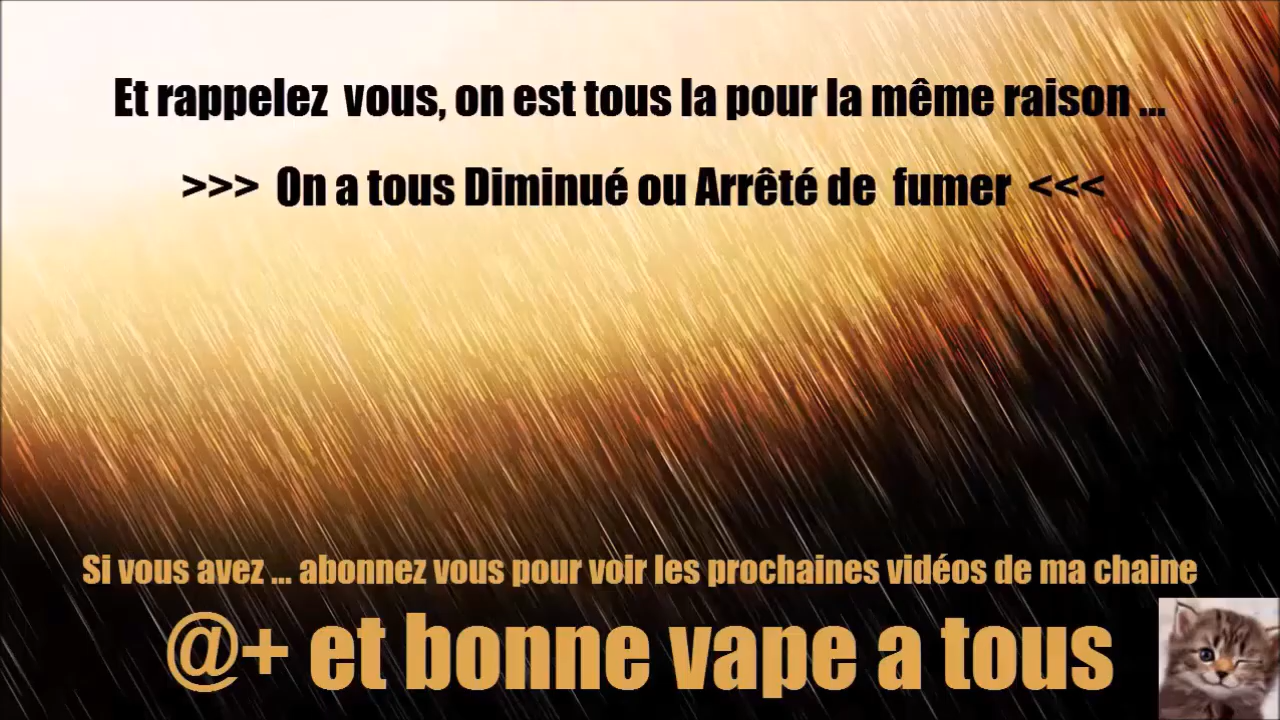 Et rappelez vous, on est tous la pour la même raison ...
>>> On a tous Diminué ou Arrêté de fumer <<<
Si vous avez ... abonnez vous pour voir les prochaines vidéos de ma chaine
@+ et bonne vape a tous